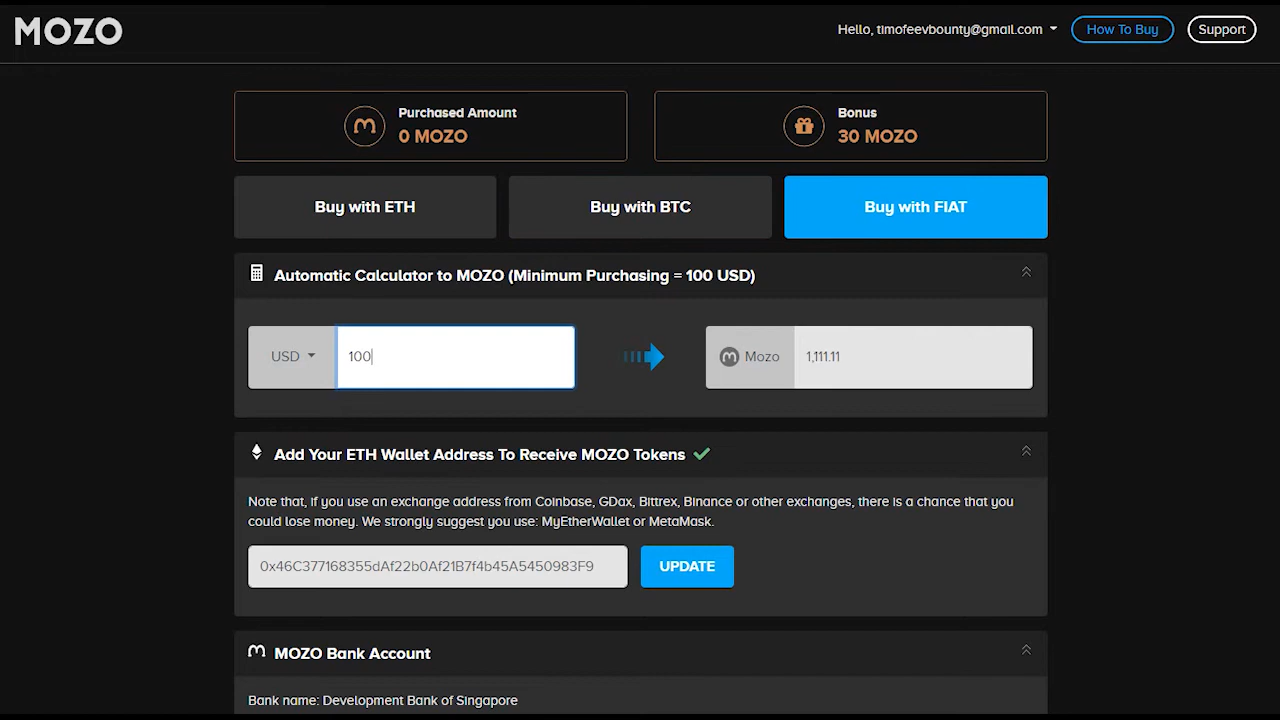 MOZO
Hello, timofeevbounty@gmail.com
How To Buy
Support
Purchased Amount
0 MOZO
Bonus
30 MOZO
Buy with ETH
Buy with BTC
Buy with FIAT
Automatic Calculator to MOZO (Minimum Purchasing = 100 USD)
USD
100
Mozo
1,111.11
Add Your ETH Wallet Address To Receive MOZO Tokens
Note that, if you use an exchange address from Coinbase, GDax, Bittrex, Binance or other exchanges, there is a chance that you
could lose money. We strongly suggest you use: MyEtherWallet or MetaMask.
0x46C377168355dAf22b0Af21B7f4b45A5450983F9
UPDATE
MOZO Bank Account
Bank name: Development Bank of Singapore